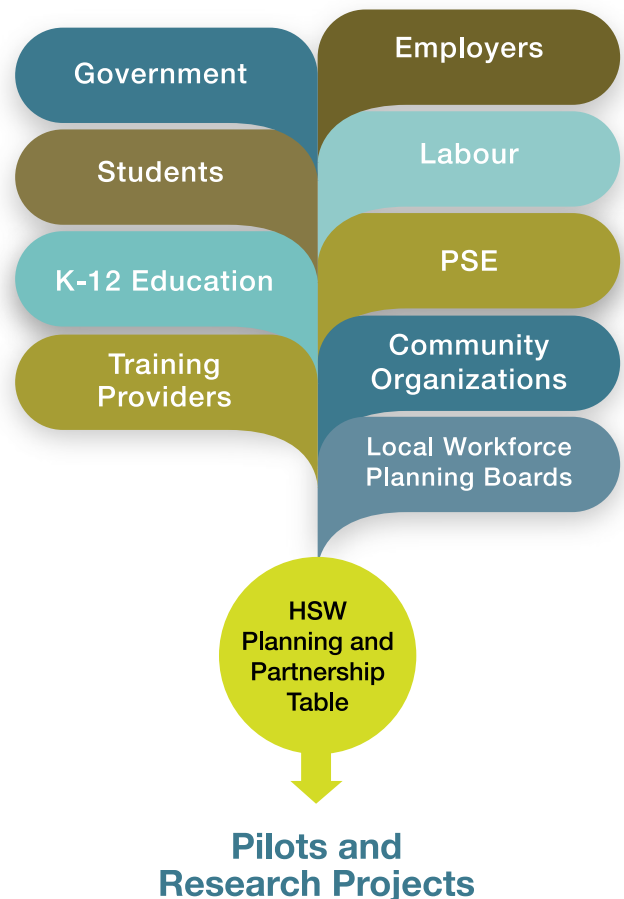 Government
Employers
Students
Labour
K-12 Education
PSE
Training
Providers
Community
Organizations
Local Workforce
Planning Boards
HSW
Planning and
Partnership
Table
Pilots and
Research Projects